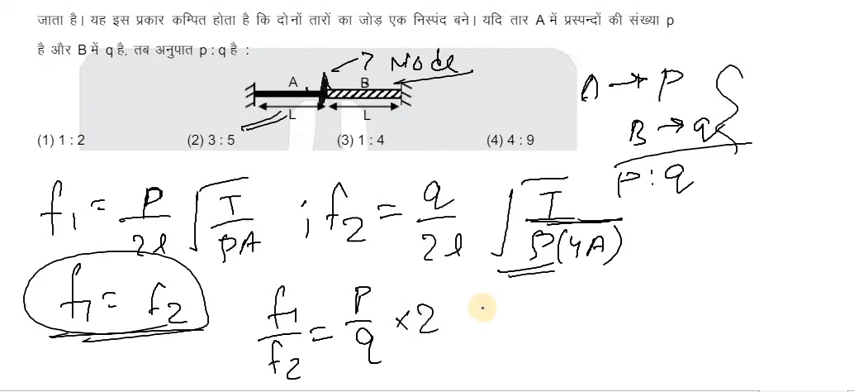 जाता है। यह इस प्रकार कम्पित होता है कि दोनों तारों का जोड़ एक निस्पंद बने। यदि तार A में प्रस्पन्दों की संख्या p
है और B में q है, तब अनुपात p : q है :
→ Node
A B
L L
(1) 1 : 2 (2) 3 : 5 (3) 1 : 4 (4) 4 : 9
A → P
B → q
P : q
f₁ = P/2l √(T/ρA) ; f₂ = q/2l √(T/ρ(4A))
f₁ = f₂
f₁/f₂ = P/q × 2